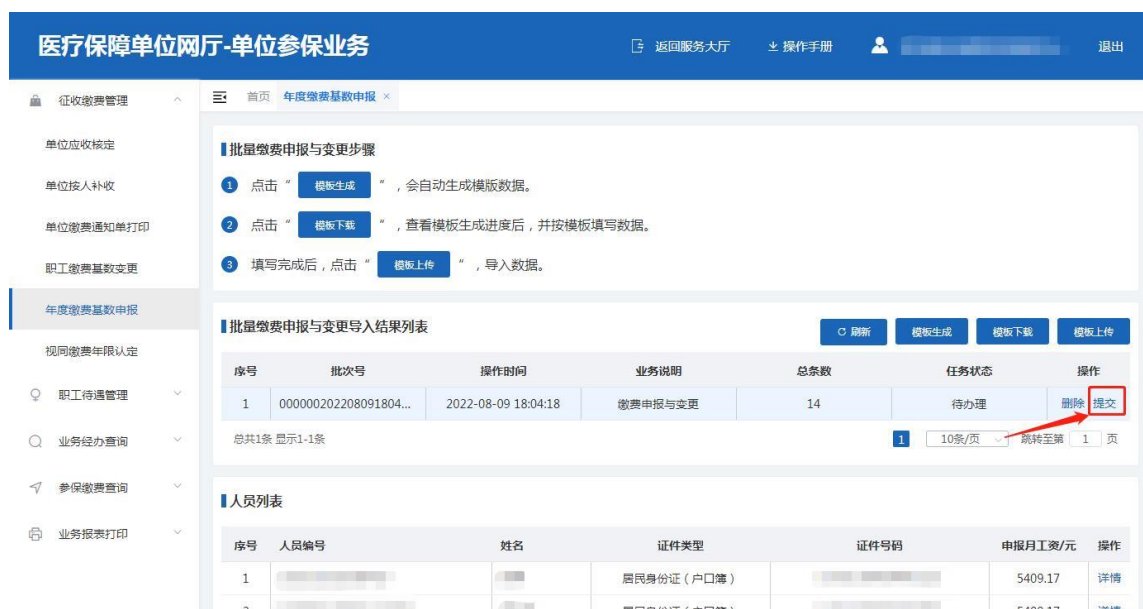 医疗保障单位网厅-单位参保业务 返回服务大厅 操作手册 退出
征收缴费管理 首页 年度缴费基数申报 ×
单位应收核定
单位按人补收
单位缴费通知单打印
职工缴费基数变更
年度缴费基数申报
视同缴费年限认定
职工待遇管理
业务经办查询
参保缴费查询
业务报表打印
批量缴费申报与变更步骤
1 点击“ 模板生成 “ ，会自动生成模版数据。
2 点击“ 模板下载 “ ，查看模板生成进度后，并按模板填写数据。
3 填写完成后，点击“ 模板上传 “ ，导入数据。
批量缴费申报与变更导入结果列表 刷新 模板生成 模板下载 模板上传
序号 批次号 操作时间 业务说明 总条数 任务状态 操作
1 000000202208091804... 2022-08-09 18:04:18 缴费申报与变更 14 待办理 删除 提交
总共1条 显示1-1条 1 10条/页 跳转至第 1 页
人员列表
序号 人员编号 姓名 证件类型 证件号码 申报月工资/元 操作
1 居民身份证（户口簿） 5409.17 详情